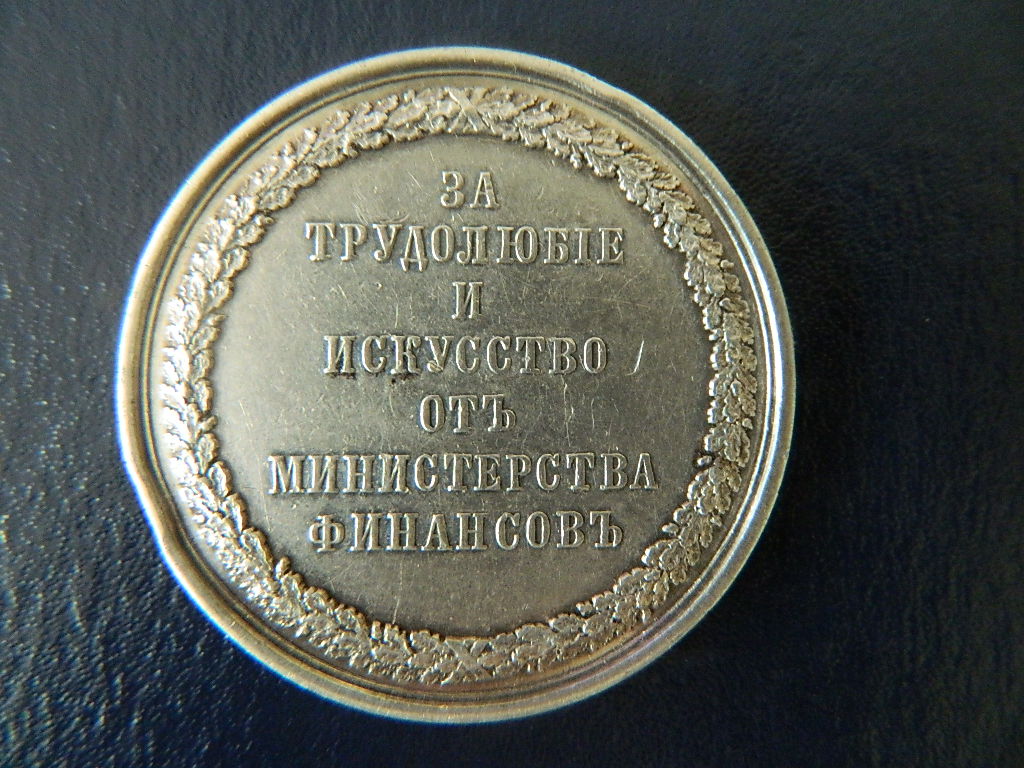 ЗА
ТРУДОЛЮБІЕ
И
ИСКУССТВО
ОТЪ
МИНИСТЕРСТВА
ФИНАНСОВЪ